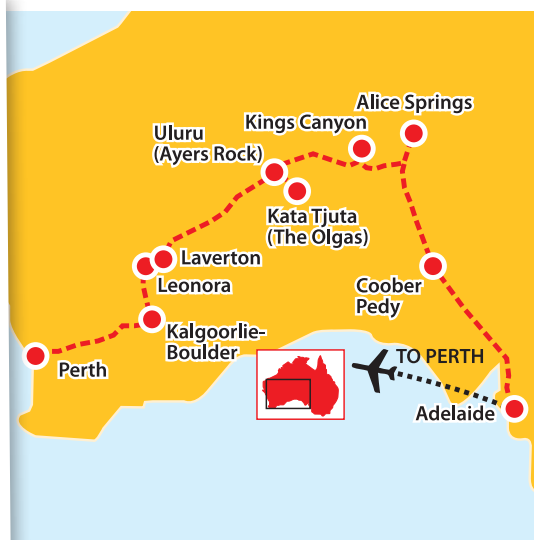 Alice Springs
Kings Canyon
Uluru
(Ayers Rock)
Kata Tjuta
(The Olgas)
Laverton
Leonora
Coober
Pedy
Kalgoorlie-
Boulder
Perth
TO PERTH
Adelaide